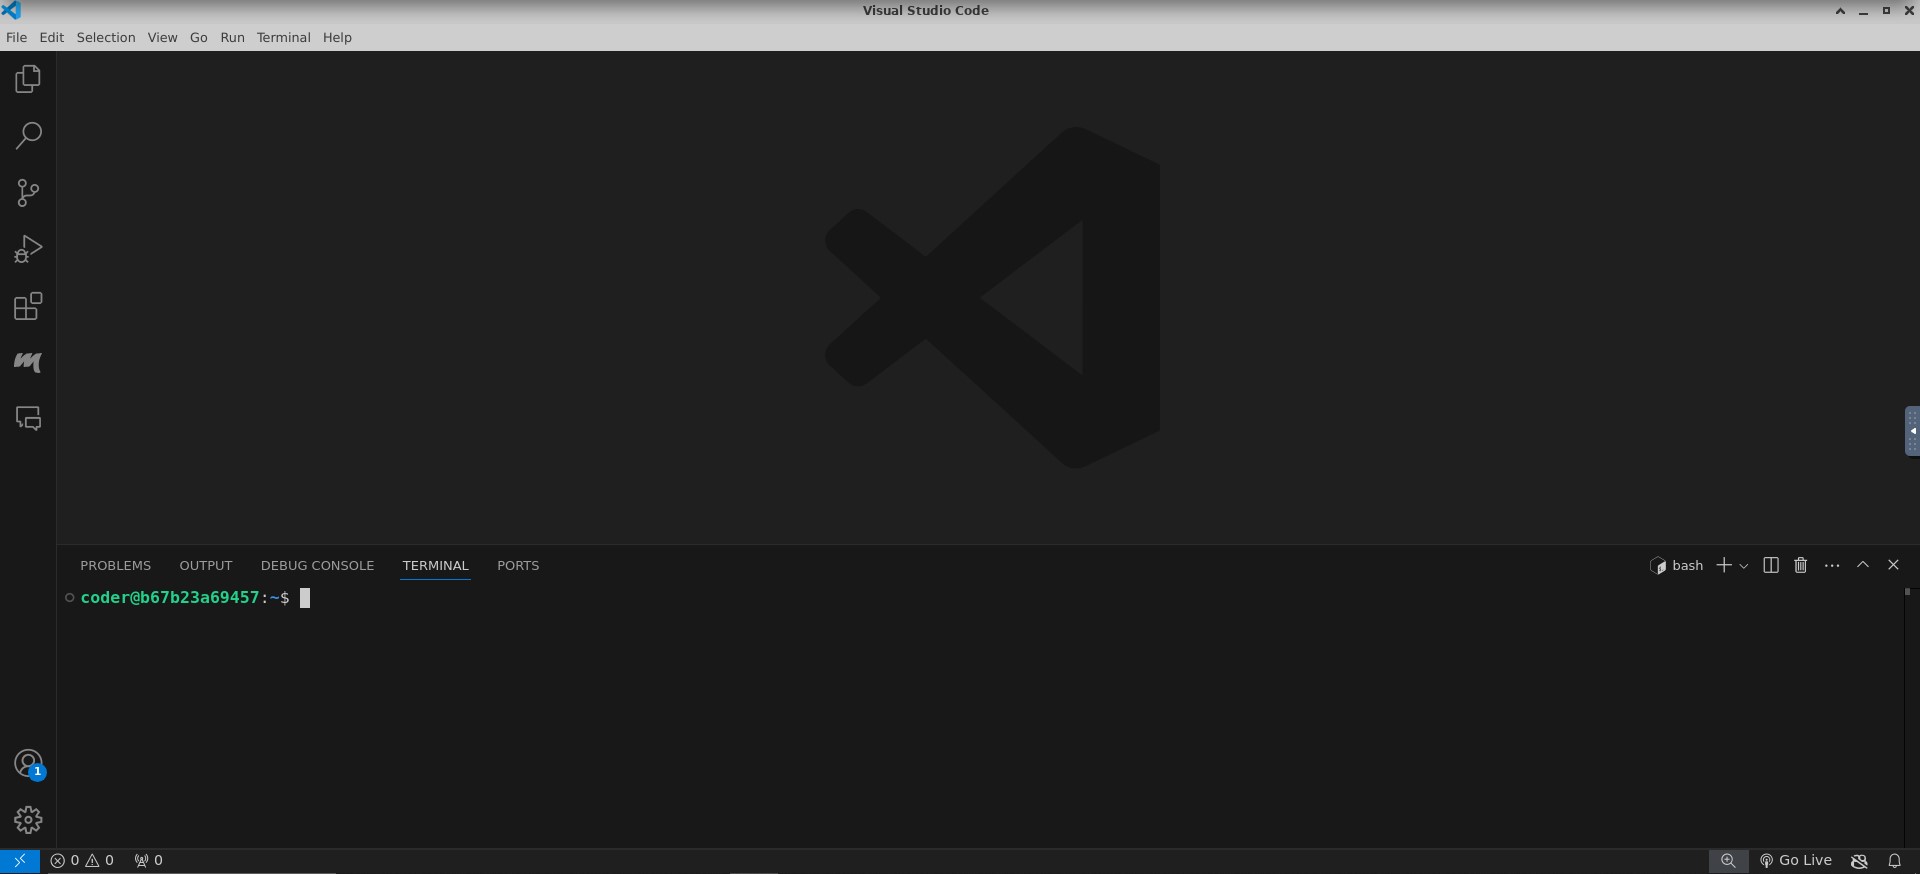 Visual Studio Code
File Edit Selection View Go Run Terminal Help
PROBLEMS OUTPUT DEBUG CONSOLE TERMINAL PORTS
bash
coder@b67b23a69457:~$
1
0 0 0
Go Live